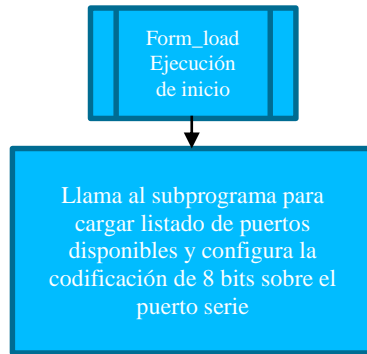 Form_load
Ejecución
de inicio
Llama al subprograma para
cargar listado de puertos
disponibles y configura la
codificación de 8 bits sobre el
puerto serie